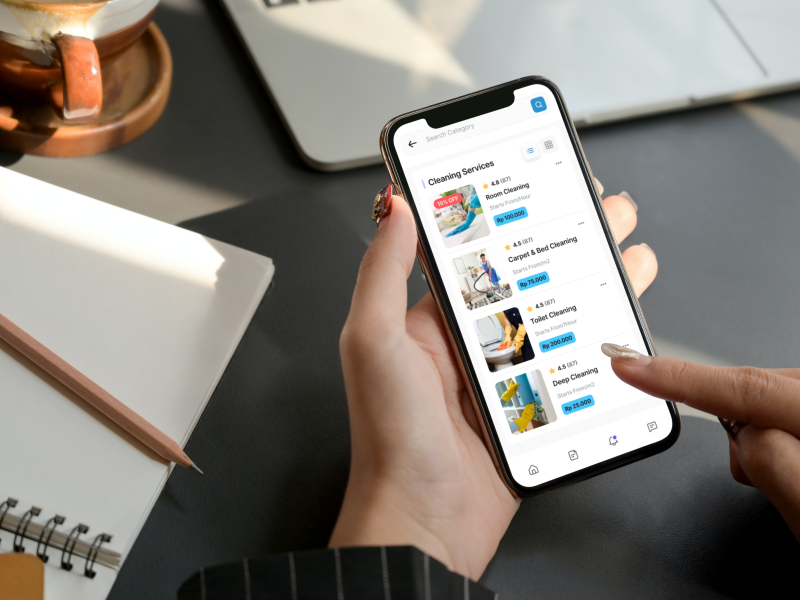 Search Category
Cleaning Services
10% OFF
4.8 (87)
Room Cleaning
Starts From/Hour
Rp 100.000
4.5 (87)
Carpet & Bed Cleaning
Starts From/m2
Rp 75.000
4.5 (87)
Toilet Cleaning
Starts From/Hour
Rp 200.000
4.5 (87)
Deep Cleaning
Starts From/m2
Rp 25.000